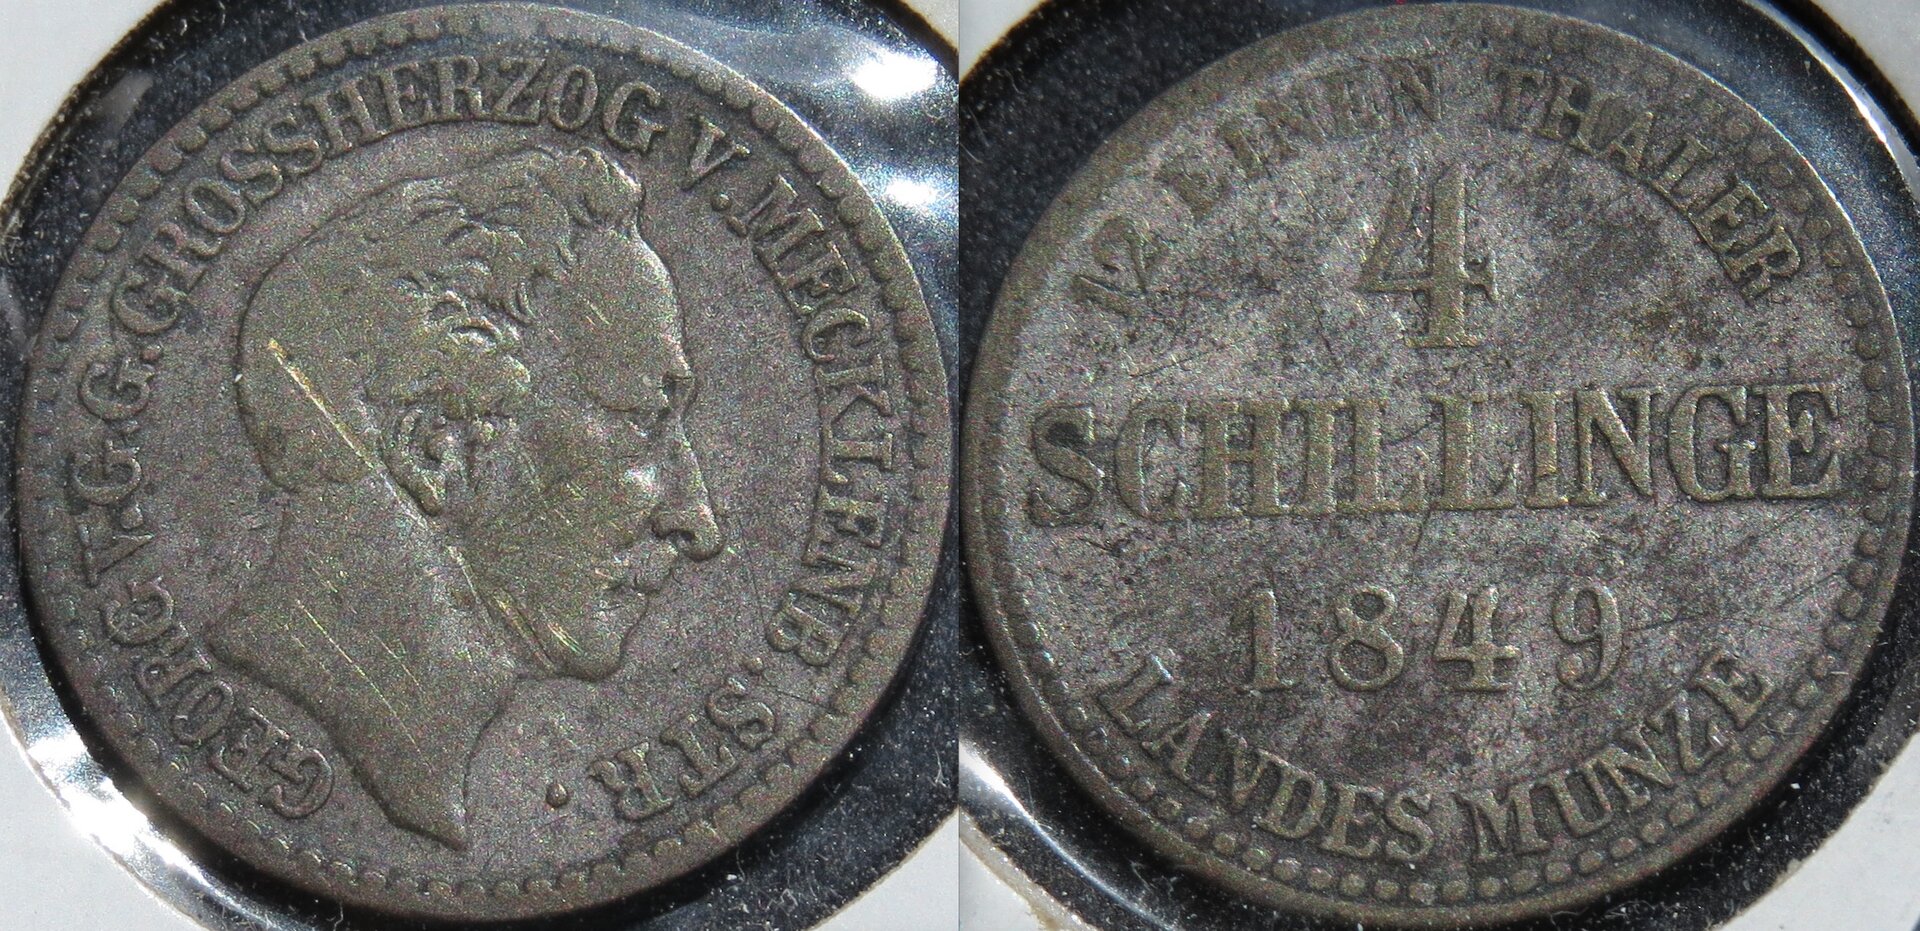 GEORG V.G.G.GROSSHERZOG V.MECKLENB.STR.
12 EINEN THALER
4
SCHILLINGE
1849
LANDES MUNZE